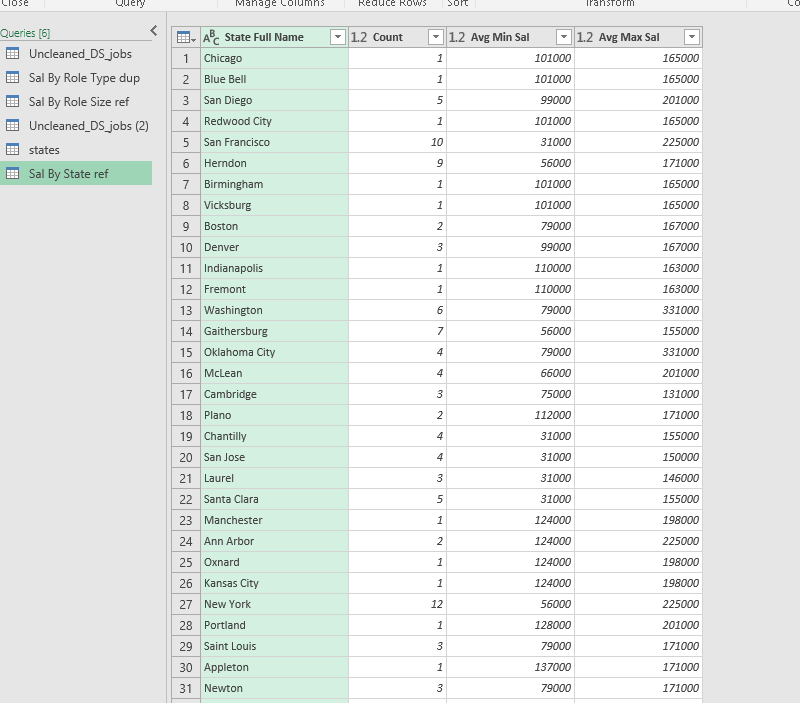 Close Query Manage Columns Reduce Rows Sort Transform
Queries [6]
Uncleaned_DS_jobs
Sal By Role Type dup
Sal By Role Size ref
Uncleaned_DS_jobs (2)
states
Sal By State ref
ABC State Full Name 1.2 Count 1.2 Avg Min Sal 1.2 Avg Max Sal
1 Chicago 1 101000 165000
2 Blue Bell 1 101000 165000
3 San Diego 5 99000 201000
4 Redwood City 1 101000 165000
5 San Francisco 10 31000 225000
6 Herndon 9 56000 171000
7 Birmingham 1 101000 165000
8 Vicksburg 1 101000 165000
9 Boston 2 79000 167000
10 Denver 3 99000 167000
11 Indianapolis 1 110000 163000
12 Fremont 1 110000 163000
13 Washington 6 79000 331000
14 Gaithersburg 7 56000 155000
15 Oklahoma City 4 79000 331000
16 McLean 4 66000 201000
17 Cambridge 3 75000 131000
18 Plano 2 112000 171000
19 Chantilly 4 31000 155000
20 San Jose 4 31000 150000
21 Laurel 3 31000 146000
22 Santa Clara 5 31000 155000
23 Manchester 1 124000 198000
24 Ann Arbor 2 124000 225000
25 Oxnard 1 124000 198000
26 Kansas City 1 124000 198000
27 New York 12 56000 225000
28 Portland 1 128000 201000
29 Saint Louis 3 79000 171000
30 Appleton 1 137000 171000
31 Newton 3 79000 171000